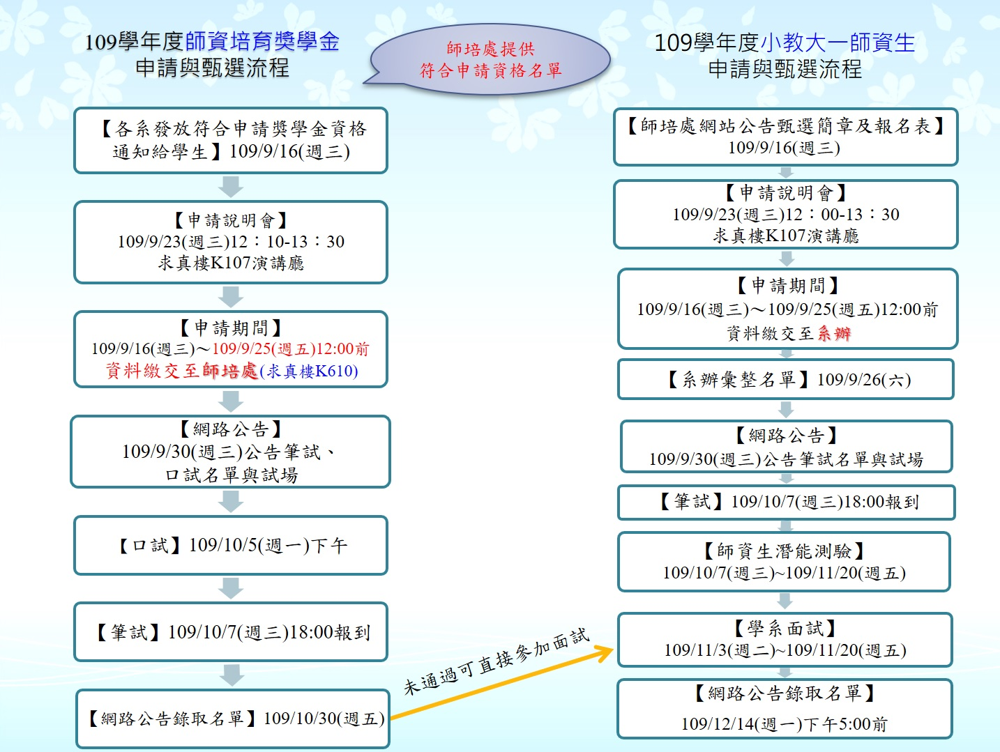 109學年度師資培育獎學金
申請與甄選流程
師培處提供
符合申請資格名單
109學年度小教大一師資生
申請與甄選流程
【各系發放符合申請獎學金資格
通知給學生】109/9/16(週三)
【申請說明會】
109/9/23(週三)12：10-13：30
求真樓K107演講廳
【申請期間】
109/9/16(週三)～109/9/25(週五)12:00前
資料繳交至師培處(求真樓K610)
【網路公告】
109/9/30(週三)公告筆試、
口試名單與試場
【口試】109/10/5(週一)下午
【筆試】109/10/7(週三)18:00報到
【網路公告錄取名單】109/10/30(週五)
未通過可直接參加面試
【師培處網站公告甄選簡章及報名表】
109/9/16(週三)
【申請說明會】
109/9/23(週三)12：00-13：30
求真樓K107演講廳
【申請期間】
109/9/16(週三)～109/9/25(週五)12:00前
資料繳交至系辦
【系辦彙整名單】109/9/26(六)
【網路公告】
109/9/30(週三)公告筆試名單與試場
【筆試】109/10/7(週三)18:00報到
【師資生潛能測驗】
109/10/7(週三)~109/11/20(週五)
【學系面試】
109/11/3(週二)~109/11/20(週五)
【網路公告錄取名單】
109/12/14(週一)下午5:00前